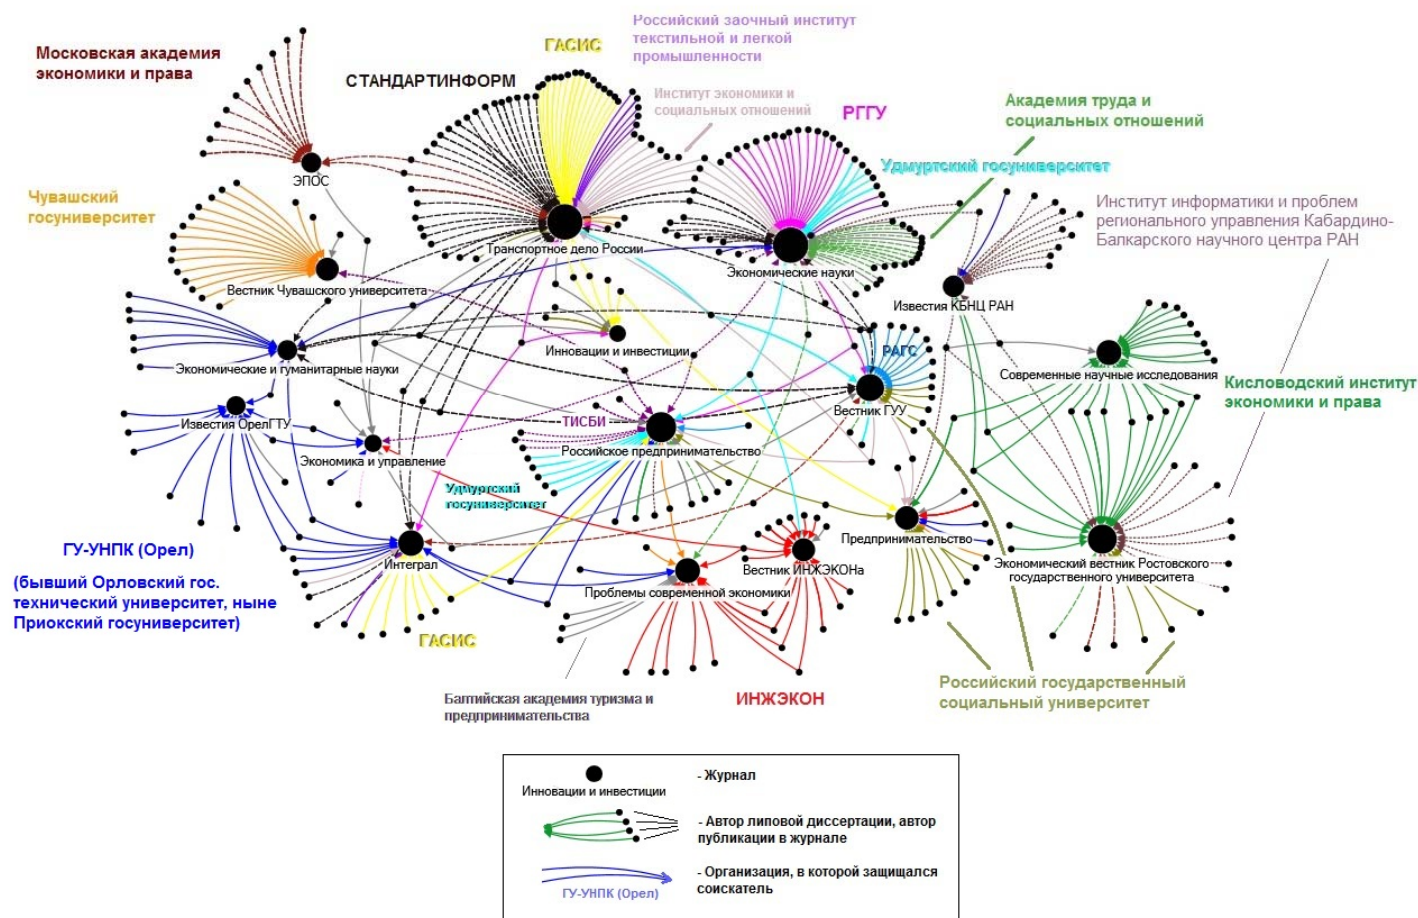 Российский заочный институт
текстильной и легкой
промышленности
ГАСИС
Московская академия
экономики и права
СТАНДАРТИНФОРМ
Институт экономики и
социальных отношений
РГГУ
Академия труда и
социальных отношений
Удмуртский госуниверситет
ЭПОС
Чувашский
госуниверситет
Институт информатики и проблем
регионального управления Кабардино-
Балкарского научного центра РАН
Транспортное дело России
Экономические науки
Вестник Чувашского университета
Известия КБНЦ РАН
Инновации и инвестиции
РАГС
Экономические и гуманитарные науки
Современные научные исследования
Кисловодский институт
экономики и права
Вестник ГУУ
Известия ОрелГТУ
ТИСБИ
Российское предпринимательство
Экономика и управление
Удмуртский
госуниверситет
ГУ-УНПК (Орел)
(бывший Орловский гос.
технический университет, ныне
Приокский госуниверситет)
Интеграл
Предпринимательство
Вестник ИНЖЭКОНа
Экономический вестник Ростовского
государственного университета
Проблемы современной экономики
ГАСИС
Российский государственный
социальный университет
Балтийская академия туризма и
предпринимательства
ИНЖЭКОН
- Журнал
Инновации и инвестиции
- Автор липовой диссертации, автор
публикации в журнале
- Организация, в которой защищался
соискатель
ГУ-УНПК (Орел)